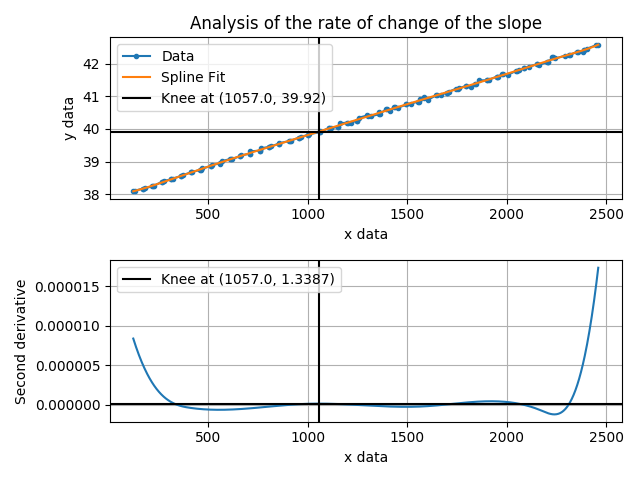 Analysis of the rate of change of the slope
Data
Spline Fit
Knee at (1057.0, 39.92)
y data
42
41
40
39
38
500 1000 1500 2000 2500
x data
Knee at (1057.0, 1.3387)
Second derivative
0.000015
0.000010
0.000005
0.000000
500 1000 1500 2000 2500
x data